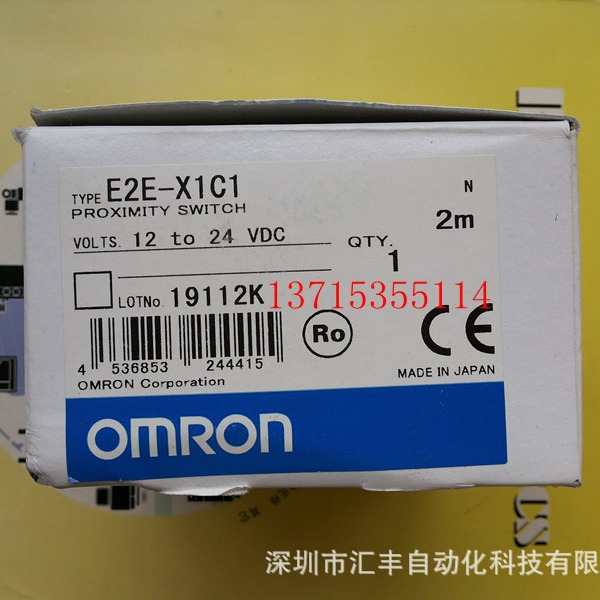 TYPE E2E-X1C1
PROXIMITY SWITCH
N
2m
VOLTS. 12 to 24 VDC
QTY.
1
LOTNo. 19112K
13715355114
4 536853 244415
Ro
CE
OMRON Corporation
MADE IN JAPAN
OMRON
CS
深圳市汇丰自动化科技有限